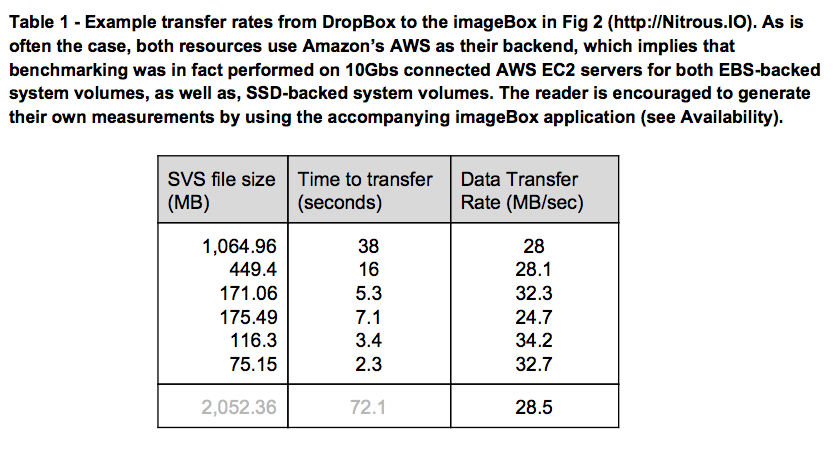 Table 1 - Example transfer rates from DropBox to the imageBox in Fig 2 (http://Nitrous.IO). As is
often the case, both resources use Amazon's AWS as their backend, which implies that
benchmarking was in fact performed on 10Gbs connected AWS EC2 servers for both EBS-backed
system volumes, as well as, SSD-backed system volumes. The reader is encouraged to generate
their own measurements by using the accompanying imageBox application (see Availability).
SVS file size (MB) Time to transfer (seconds) Data Transfer Rate (MB/sec)
1,064.96 38 28
449.4 16 28.1
171.06 5.3 32.3
175.49 7.1 24.7
116.3 3.4 34.2
75.15 2.3 32.7
2,052.36 72.1 28.5